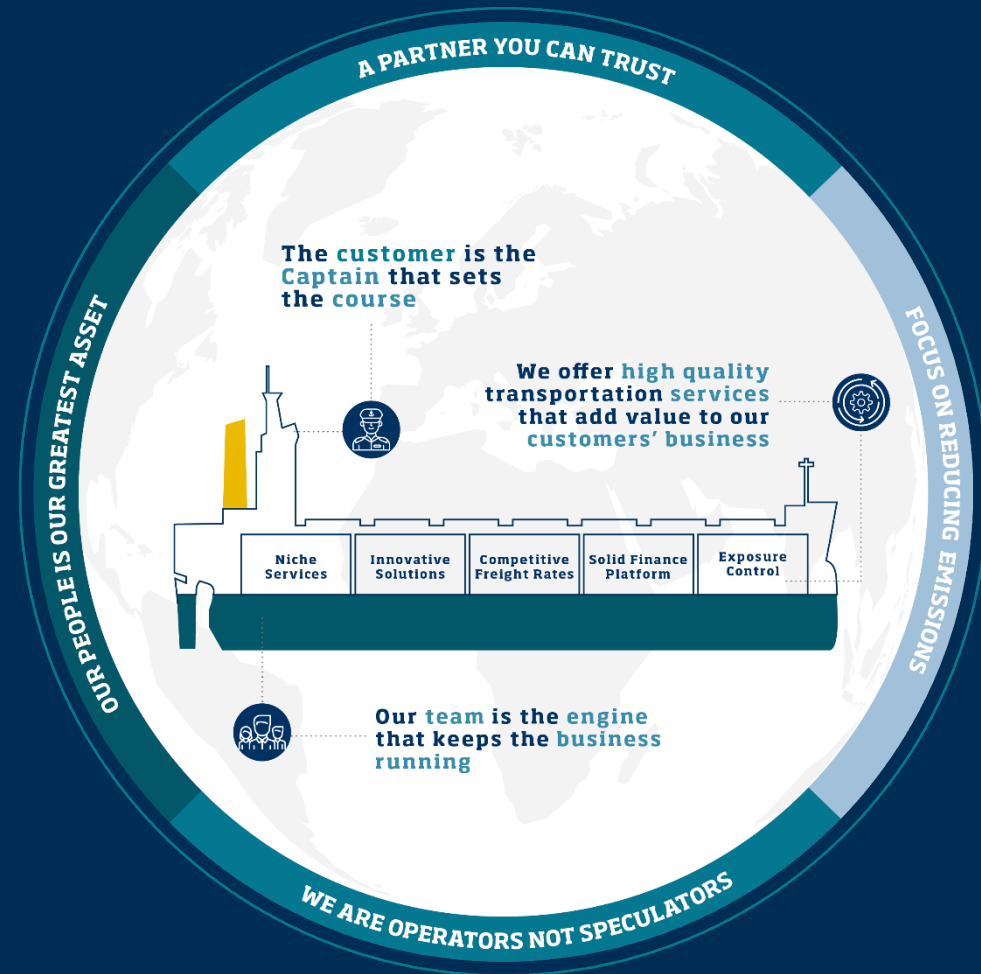 A PARTNER YOU CAN TRUST
The customer is the
Captain that sets
the course
We offer high quality
transportation services
that add value to our
customers' business
FOCUS ON REDUCING EMISSIONS
OUR PEOPLE IS OUR GREATEST ASSET
Niche
Services
Innovative
Solutions
Competitive
Freight Rates
Solid Finance
Platform
Exposure
Control
Our team is the engine
that keeps the business
running
WE ARE OPERATORS NOT SPECULATORS